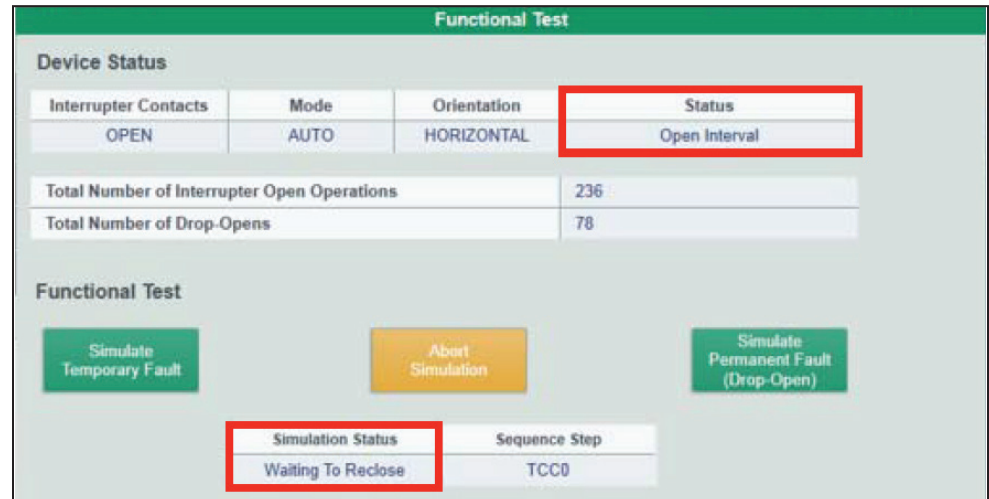 Functional Test
Device Status
Interrupter Contacts Mode Orientation Status
OPEN AUTO HORIZONTAL Open Interval
Total Number of Interrupter Open Operations 236
Total Number of Drop-Opens 78
Functional Test
Simulate
Temporary Fault
Abort
Simulation
Simulate
Permanent Fault
(Drop-Open)
Simulation Status Sequence Step
Waiting To Reclose TCC0